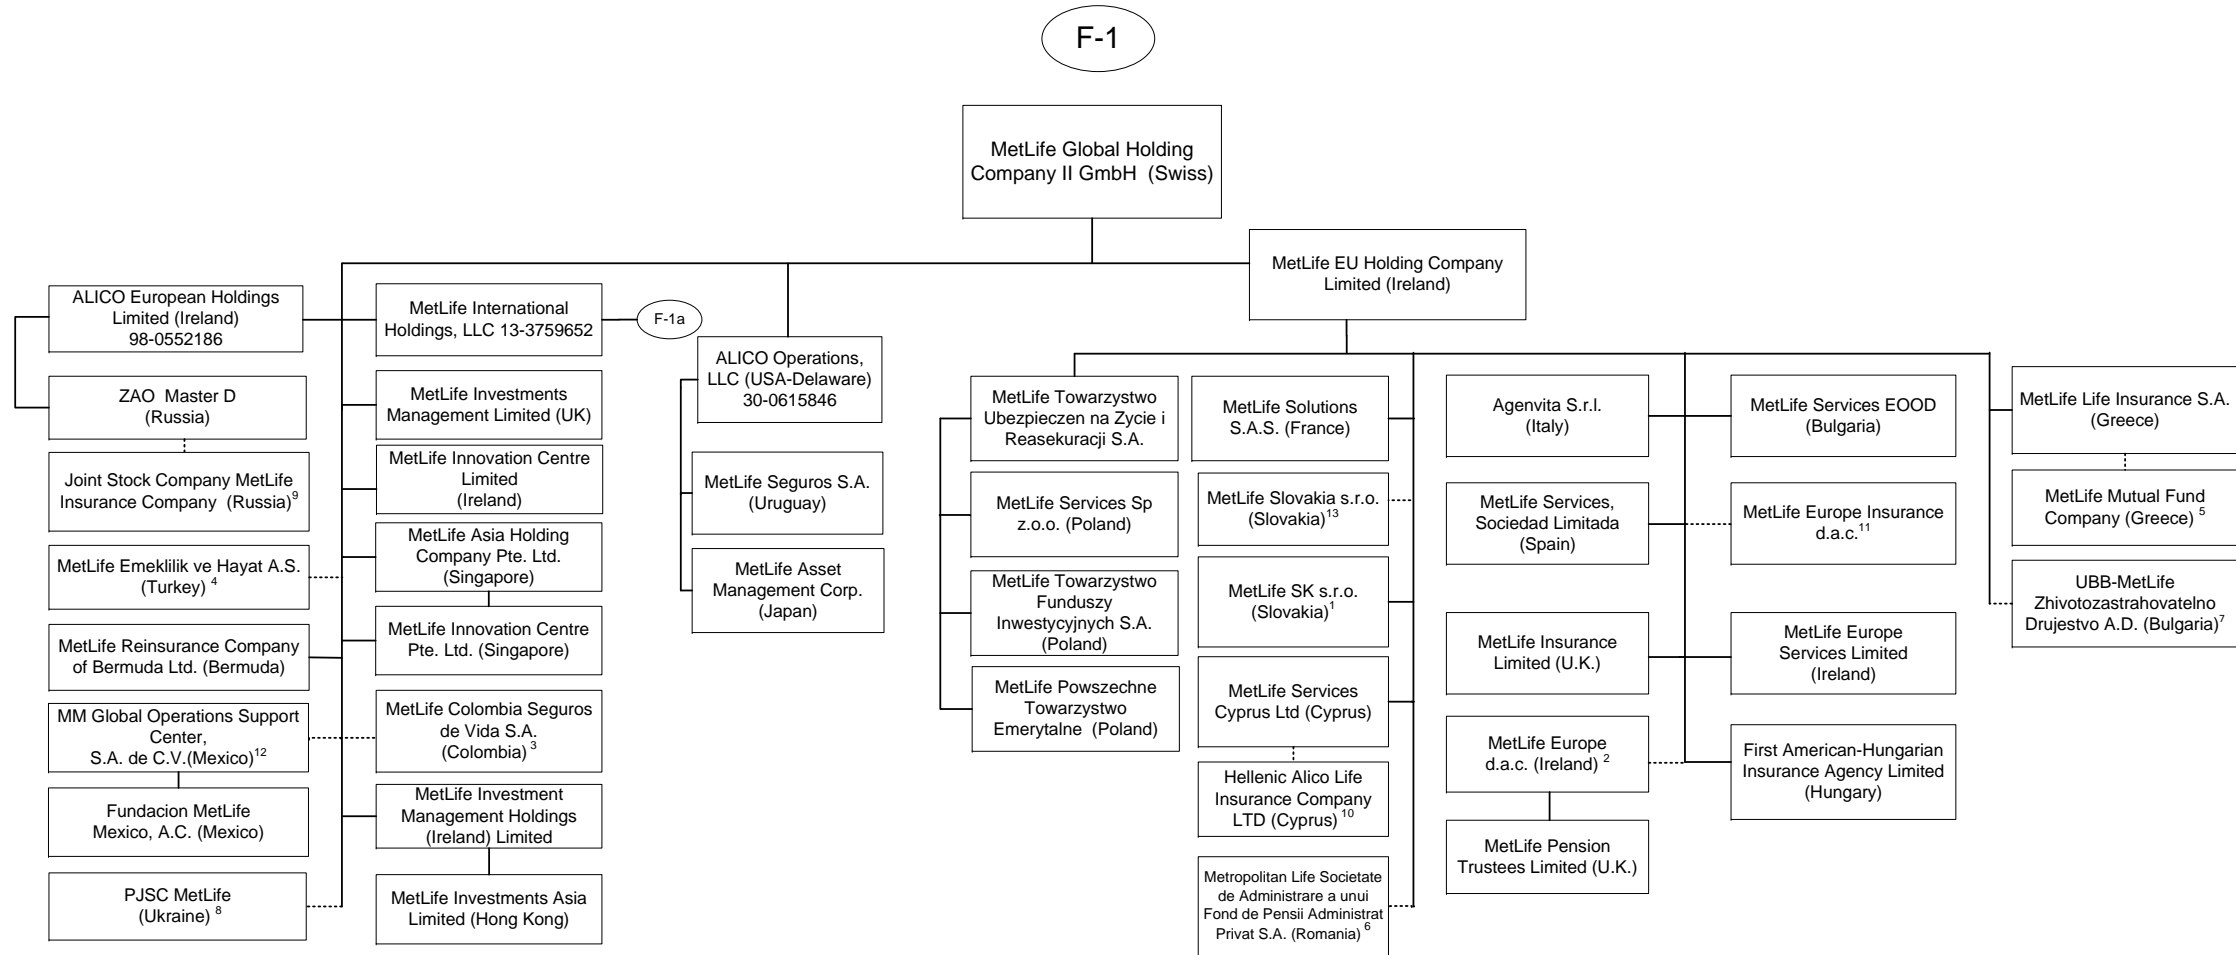 F-1
MetLife Global Holding
Company II GmbH (Swiss)
MetLife EU Holding Company
Limited (Ireland)
ALICO European Holdings
Limited (Ireland)
98-0552186
ZAO Master D
(Russia)
Joint Stock Company MetLife
Insurance Company (Russia)9
MetLife Emeklilik ve Hayat A.S.
(Turkey) 4
MetLife Reinsurance Company
of Bermuda Ltd. (Bermuda)
MM Global Operations Support
Center,
S.A. de C.V.(Mexico)12
Fundacion MetLife
Mexico, A.C. (Mexico)
PJSC MetLife
(Ukraine) 8
MetLife International
Holdings, LLC 13-3759652
F-1a
MetLife Investments
Management Limited (UK)
MetLife Innovation Centre
Limited
(Ireland)
MetLife Asia Holding
Company Pte. Ltd.
(Singapore)
MetLife Innovation Centre
Pte. Ltd. (Singapore)
MetLife Colombia Seguros
de Vida S.A.
(Colombia) 3
MetLife Investment
Management Holdings
(Ireland) Limited
MetLife Investments Asia
Limited (Hong Kong)
ALICO Operations,
LLC (USA-Delaware)
30-0615846
MetLife Seguros S.A.
(Uruguay)
MetLife Asset
Management Corp.
(Japan)
MetLife Towarzystwo
Ubezpieczen na Zycie i
Reasekuracji S.A.
MetLife Services Sp
z.o.o. (Poland)
MetLife Towarzystwo
Funduszy
Inwestycyjnych S.A.
(Poland)
MetLife Powszechne
Towarzystwo
Emerytalne (Poland)
MetLife Solutions
S.A.S. (France)
MetLife Slovakia s.r.o.
(Slovakia)13
MetLife SK s.r.o.
(Slovakia)1
MetLife Services
Cyprus Ltd (Cyprus)
Hellenic Alico Life
Insurance Company
LTD (Cyprus) 10
Metropolitan Life Societate
de Administrare a unui
Fond de Pensii Administrat
Privat S.A. (Romania) 6
Agenvita S.r.l.
(Italy)
MetLife Services,
Sociedad Limitada
(Spain)
MetLife Insurance
Limited (U.K.)
MetLife Europe
d.a.c. (Ireland) 2
MetLife Pension
Trustees Limited (U.K.)
MetLife Services EOOD
(Bulgaria)
MetLife Europe Insurance
d.a.c.11
MetLife Europe
Services Limited
(Ireland)
First American-Hungarian
Insurance Agency Limited
(Hungary)
MetLife Life Insurance S.A.
(Greece)
MetLife Mutual Fund
Company (Greece) 5
UBB-MetLife
Zhivotozastrahovatelno
Drujestvo A.D. (Bulgaria)7